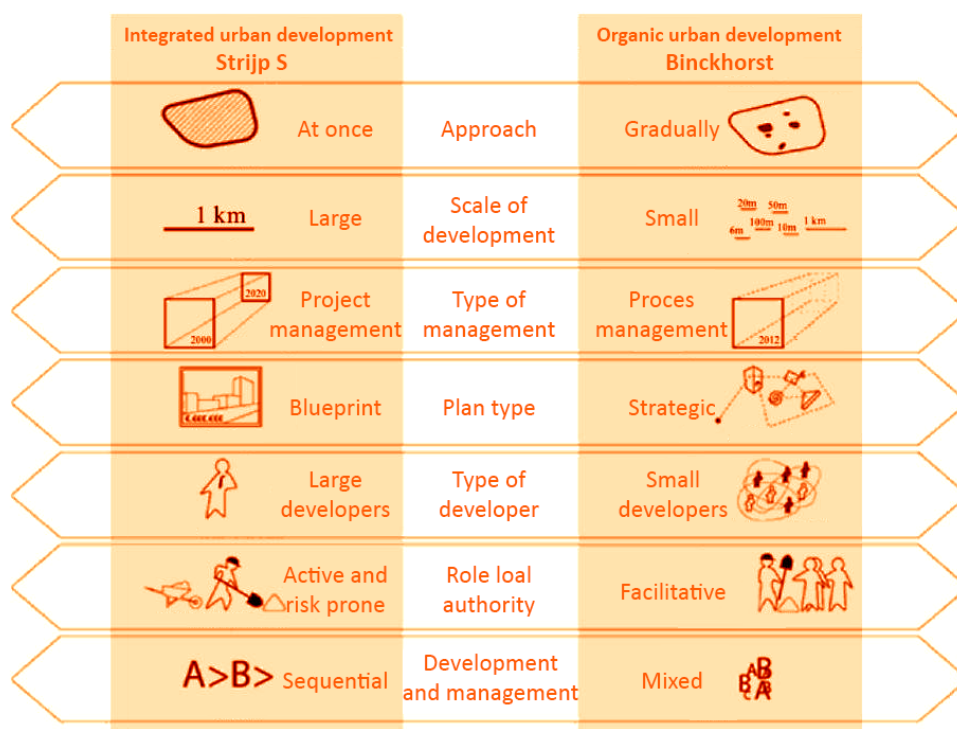 Integrated urban development
Strijp S
Organic urban development
Binckhorst
At once
Approach
Gradually
1 km
Large
Scale of
development
Small
20m 50m
6m 100m 10m 1 km
2020
2000
Project
management
Type of
management
Proces
management
2012
Blueprint
Plan type
Strategic
Large
developers
Type of
developer
Small
developers
Active and
risk prone
Role loal
authority
Facilitative
A>B>
Sequential
Development
and management
Mixed